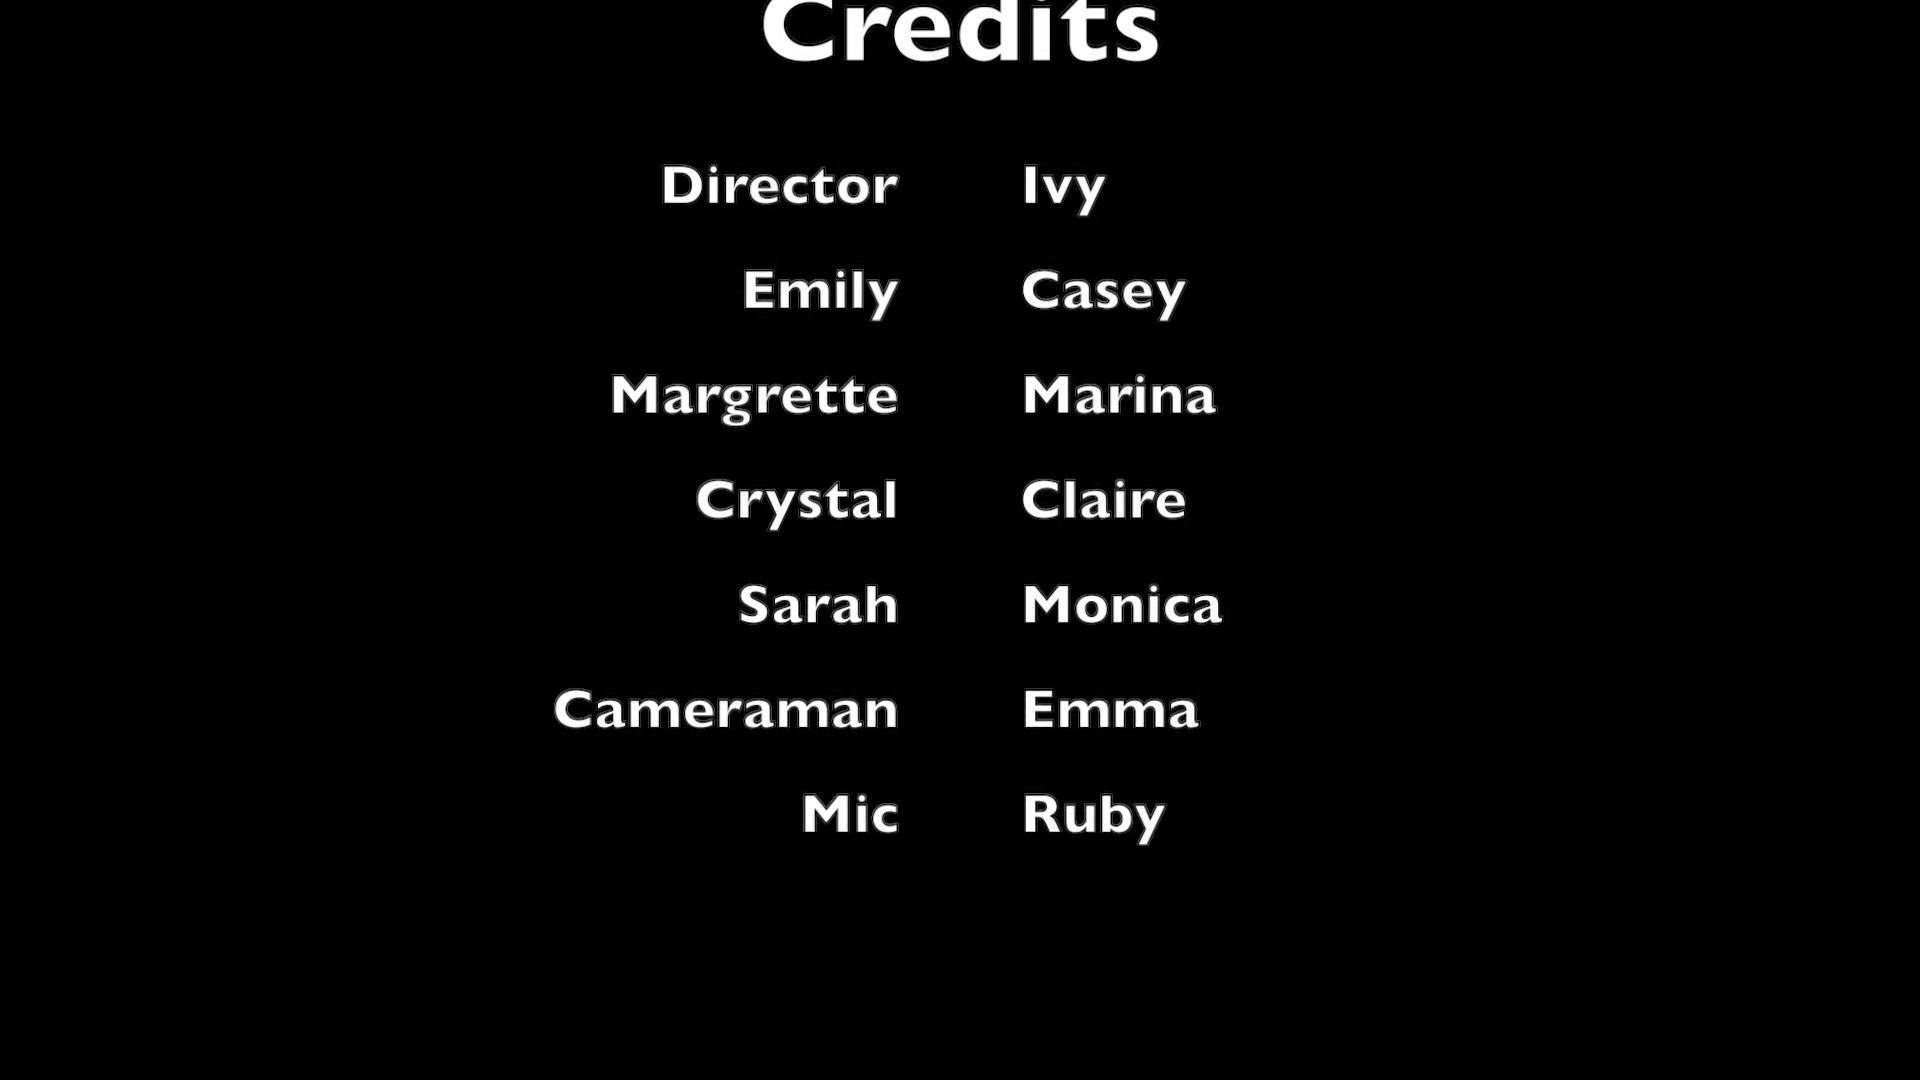 Credits
Director Ivy
Emily Casey
Margrette Marina
Crystal Claire
Sarah Monica
Cameraman Emma
Mic Ruby